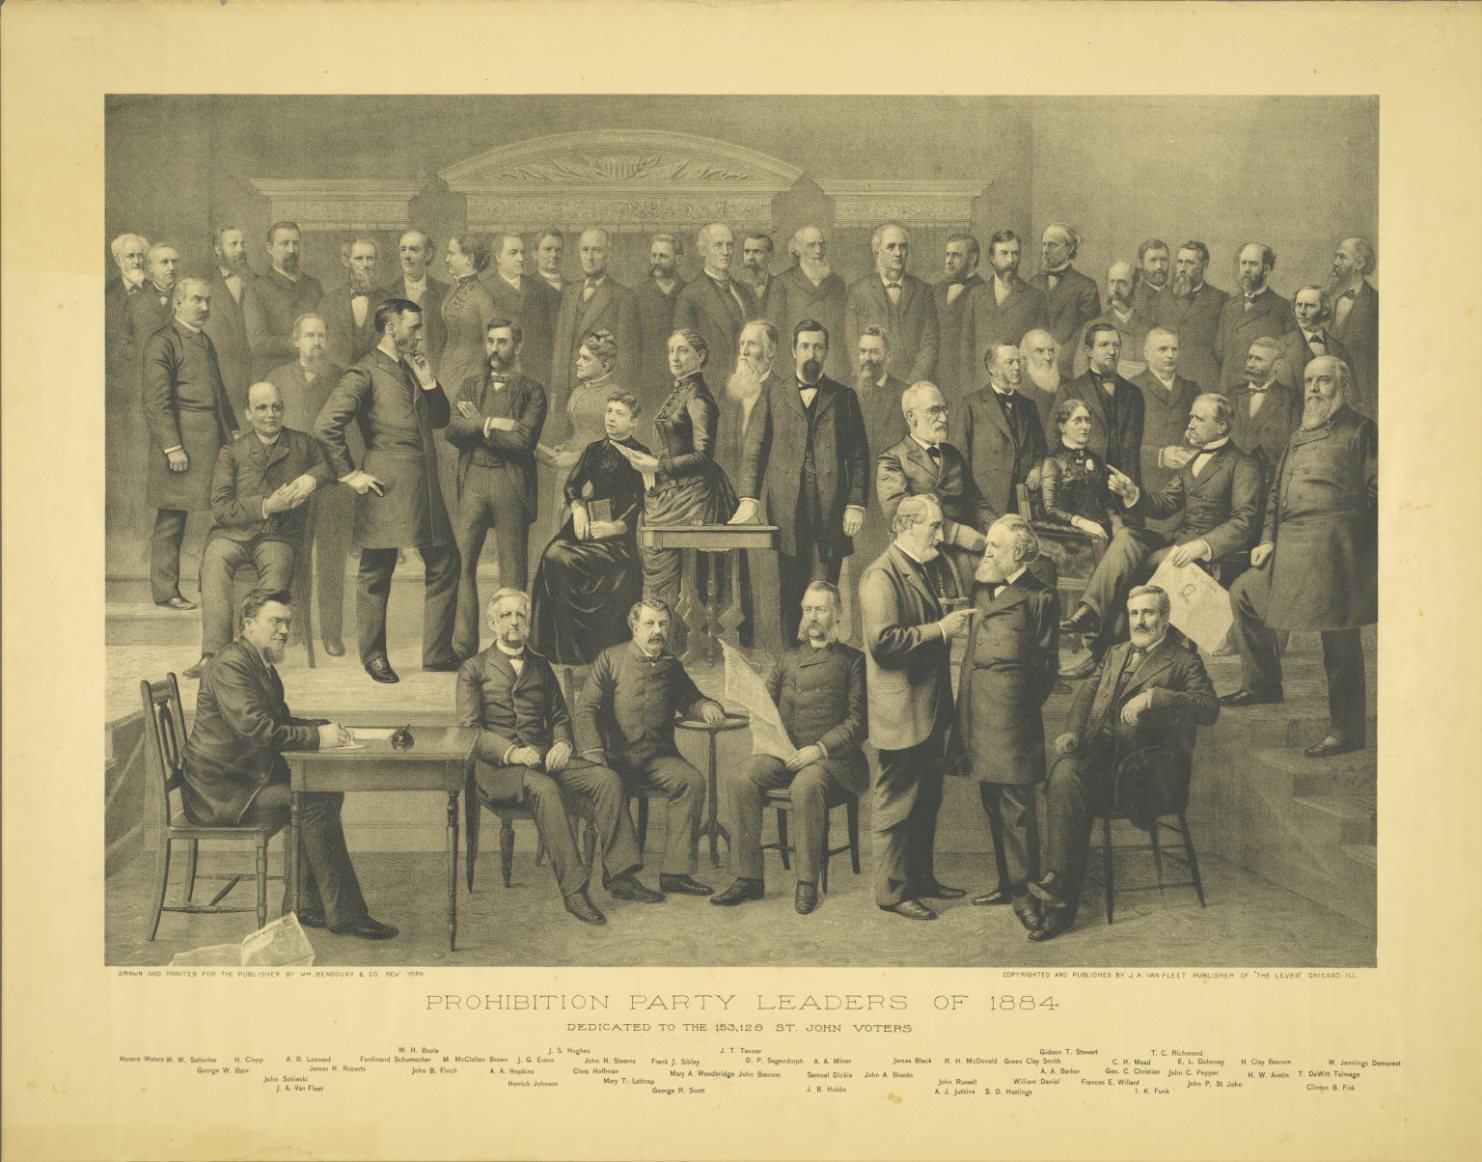 DRAWN AND PRINTED FOR THE PUBLISHER BY WM. BENGOUGH & CO. NEW YORK
COPYRIGHTED AND PUBLISHED BY J. A. VAN FLEET PUBLISHER OF "THE LEVER" CHICAGO ILL.
PROHIBITION PARTY LEADERS OF 1884
DEDICATED TO THE 153,128 ST. JOHN VOTERS
W. H. Boole J. S. Hughes J. T. Tanner Gideon T. Stewart T. C. Richmond
Horace Waters W. W. Satterlee H. Clapp A. B. Leonard Ferdinand Schumacher M. McClellan Brown J. G. Evans John N. Stearns Frank J. Sibley D. P. Sagendorph A. A. Miner James Black R. H. McDonald Green Clay Smith C. H. Mead E. L. Dohoney H. Clay Bascom W. Jennings Demorest
George W. Bain James H. Roberts John B. Finch A. A. Hopkins Clara Hoffman Mary A. Woodbridge John Bascom Samuel Dickie John A. Brooks A. A. Barker Geo. C. Christian John C. Pepper H. W. Austin T. DeWitt Talmage
John Sobieski Herrick Johnson Mary T. Lathrap John Russell William Daniel Frances E. Willard John P. St. John
J. A. Van Fleet George H. Scott J. B. Hobbs A. J. Jutkins S. D. Hastings I. K. Funk Clinton B. Fisk